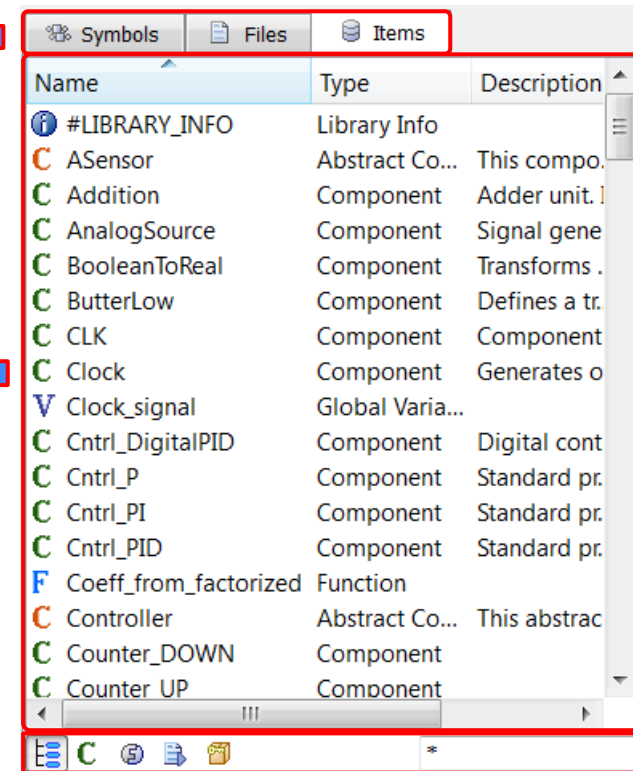 Symbols Files Items
Name Type Description
#LIBRARY_INFO Library Info
C ASensor Abstract Co... This compo.
C Addition Component Adder unit. I
C AnalogSource Component Signal gene
C BooleanToReal Component Transforms .
C ButterLow Component Defines a tr.
C CLK Component Component
C Clock Component Generates o
V Clock_signal Global Varia...
C Cntrl_DigitalPID Component Digital cont
C Cntrl_P Component Standard pr.
C Cntrl_PI Component Standard pr.
C Cntrl_PID Component Standard pr.
F Coeff_from_factorized Function
C Controller Abstract Co... This abstrac
C Counter_DOWN Component
C Counter_UP Component
C *